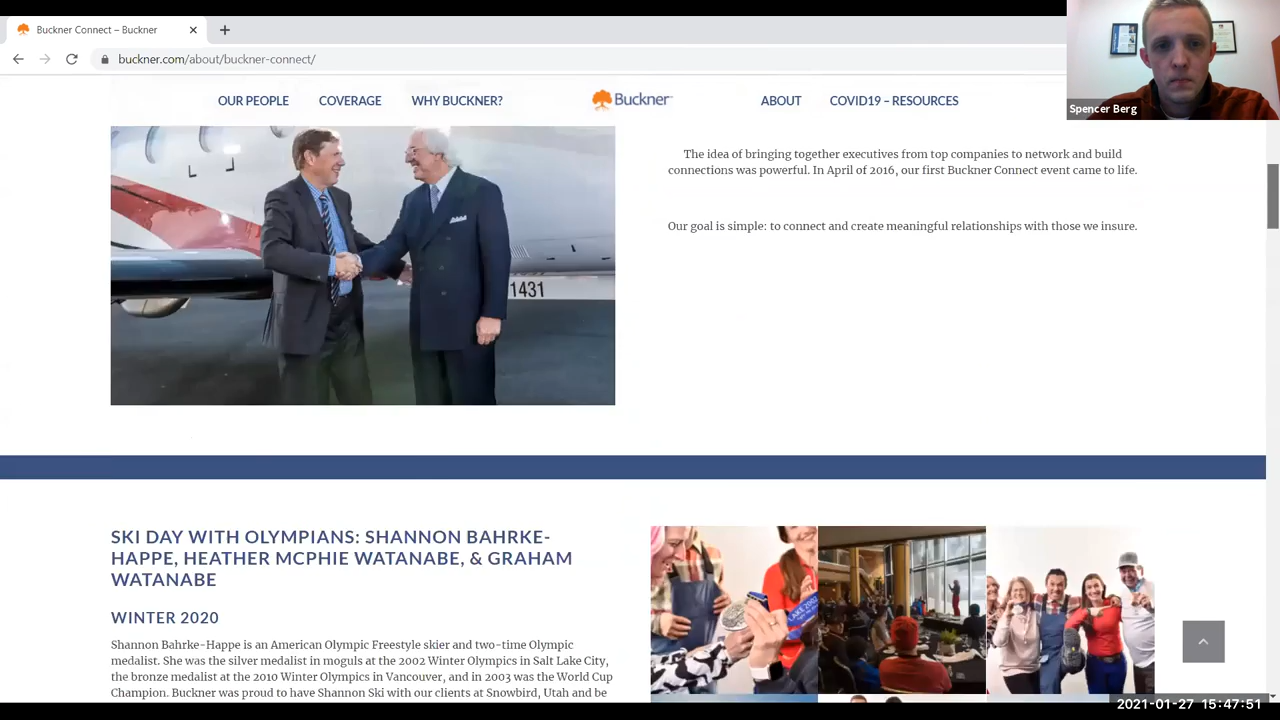 Buckner Connect – Buckner
buckner.com/about/buckner-connect/
Spencer Berg
OUR PEOPLE COVERAGE WHY BUCKNER? Buckner ABOUT COVID19 – RESOURCES
The idea of bringing together executives from top companies to network and build
connections was powerful. In April of 2016, our first Buckner Connect event came to life.
Our goal is simple: to connect and create meaningful relationships with those we insure.
1431
SKI DAY WITH OLYMPIANS: SHANNON BAHRKE-
HAPPE, HEATHER MCPHIE WATANABE, & GRAHAM
WATANABE
WINTER 2020
Shannon Bahrke-Happe is an American Olympic Freestyle skier and two-time Olympic
medalist. She was the silver medalist in moguls at the 2002 Winter Olympics in Salt Lake City,
the bronze medalist at the 2010 Winter Olympics in Vancouver, and in 2003 was the World Cup
Champion. Buckner was proud to have Shannon Ski with our clients at Snowbird, Utah and be
LAKE 2002
2021-01-27 15:47:51